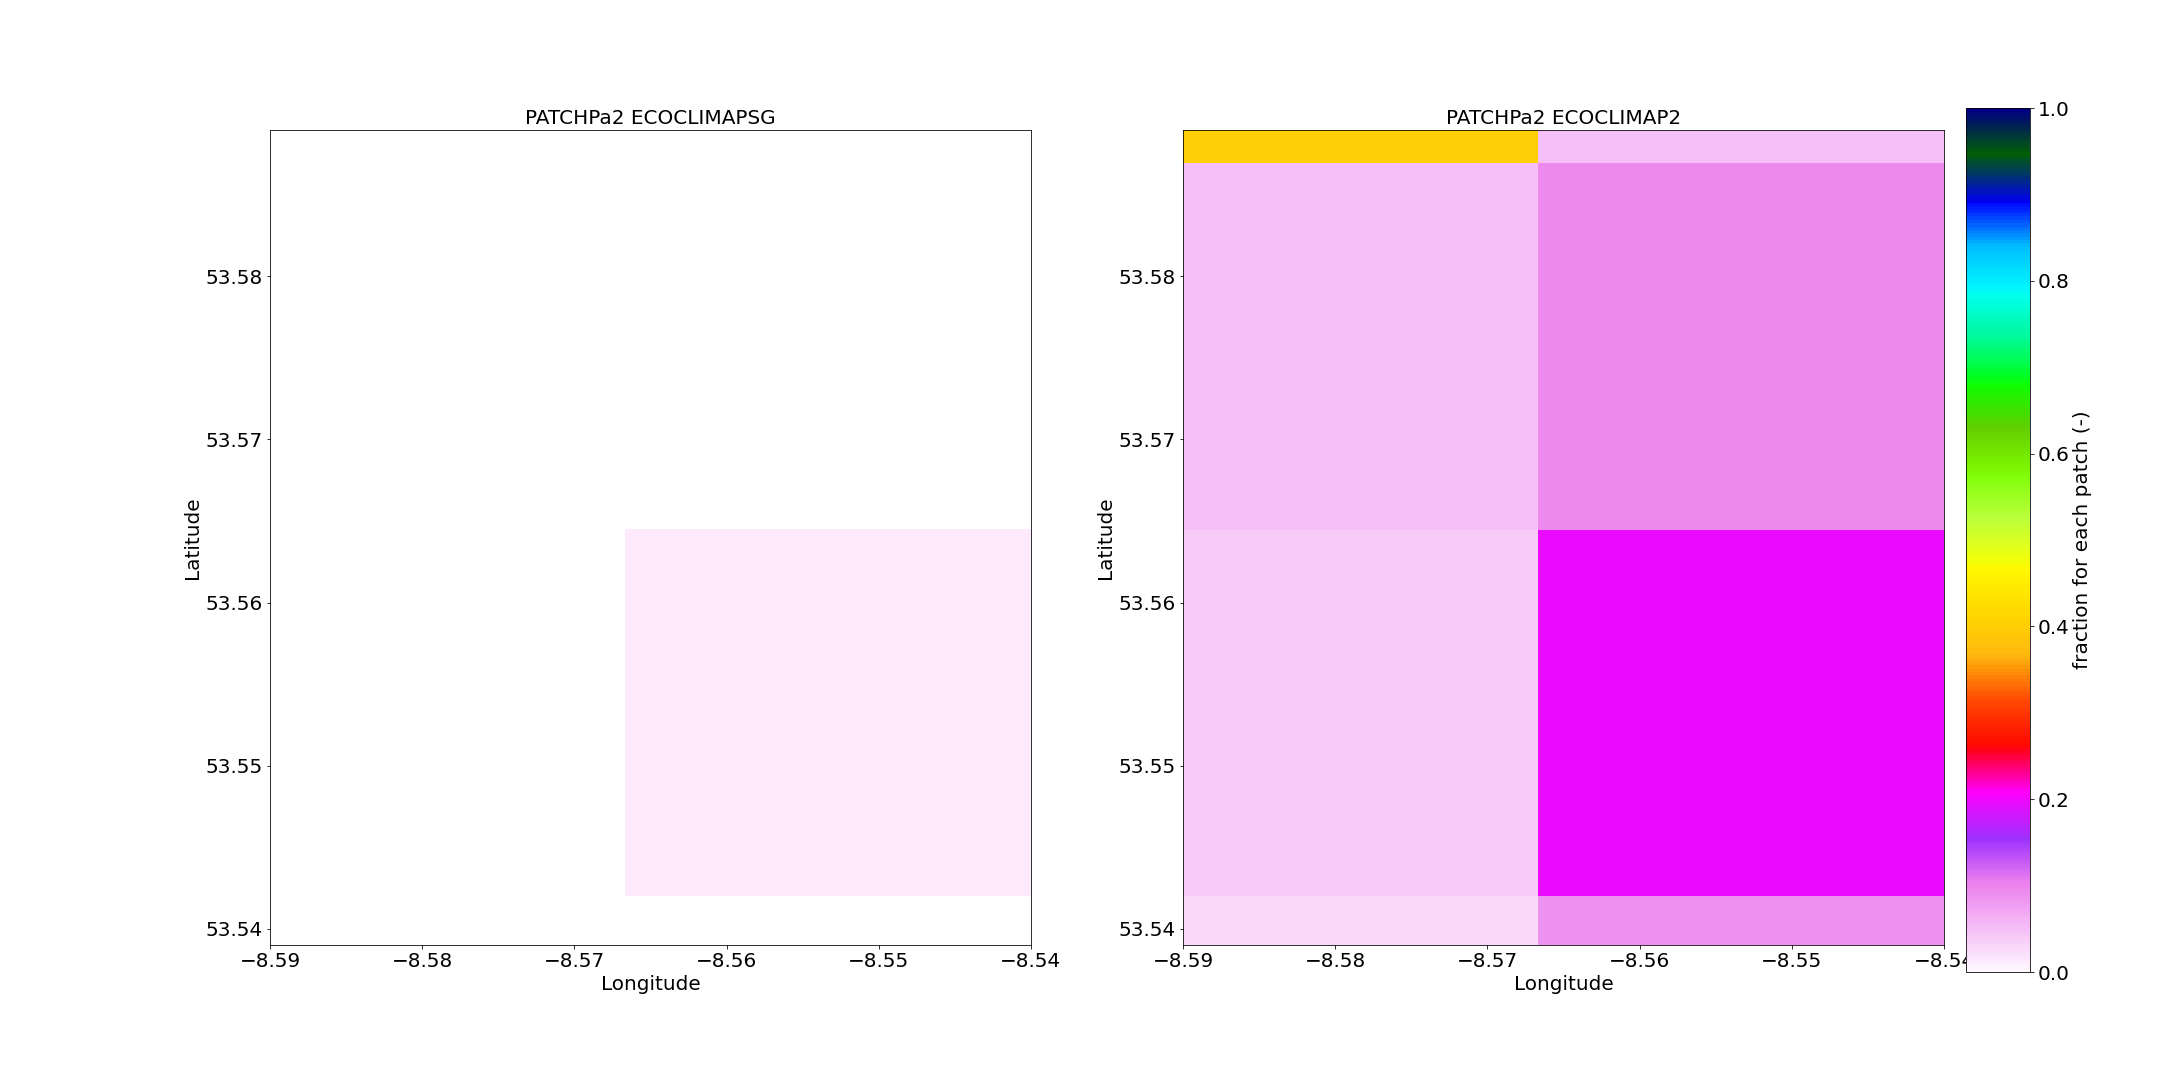 PATCHPa2 ECOCLIMAPSG
53.58
53.57
53.56
53.55
53.54
Latitude
−8.59 −8.58 −8.57 −8.56 −8.55 −8.54
Longitude
PATCHPa2 ECOCLIMAP2
53.58
53.57
53.56
53.55
53.54
Latitude
−8.59 −8.58 −8.57 −8.56 −8.55 −8.54
Longitude
1.0
0.8
0.6
0.4
0.2
0.0
fraction for each patch (-)